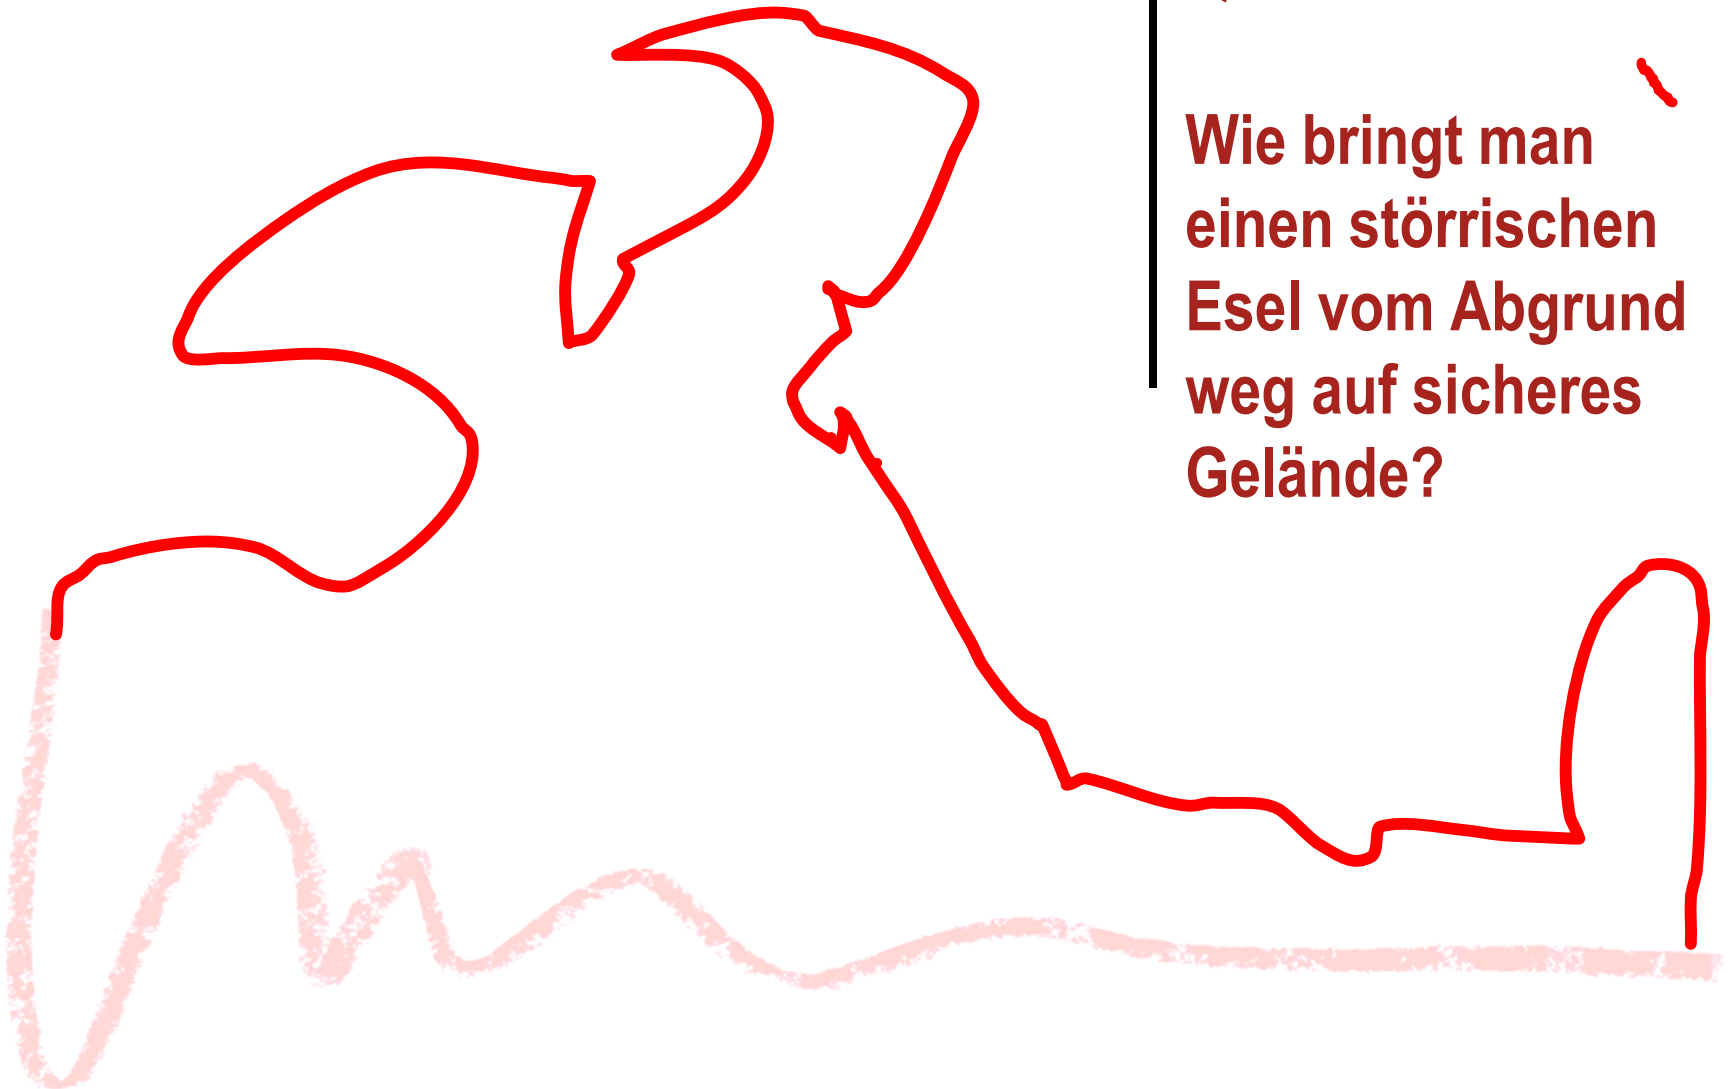 Wie bringt man
einen störrischen
Esel vom Abgrund
weg auf sicheres
Gelände?